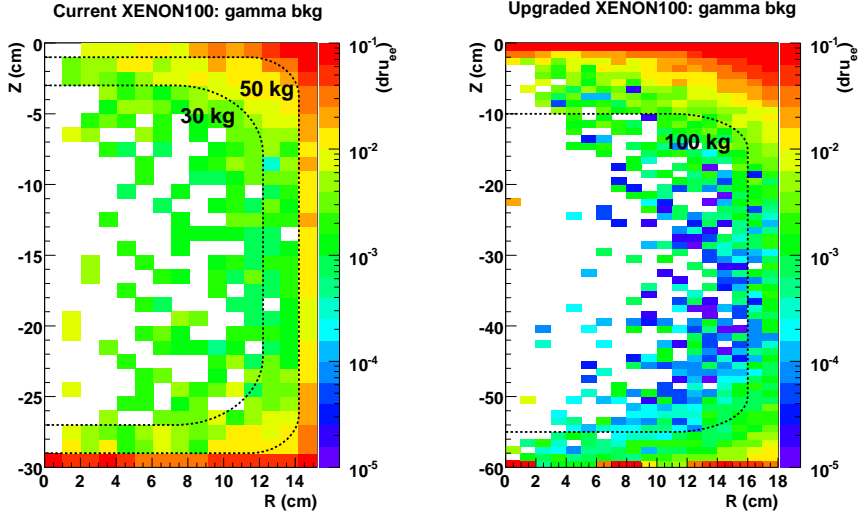 Current XENON100: gamma bkg
Z (cm)
0
-5
-10
-15
-20
-25
-30
0 2 4 6 8 10 12 14
R (cm)
50 kg
30 kg
10-1
10-2
10-3
10-4
10-5
(druee)
Upgraded XENON100: gamma bkg
Z (cm)
0
-10
-20
-30
-40
-50
-60
0 2 4 6 8 10 12 14 16 18
R (cm)
100 kg
10-1
10-2
10-3
10-4
10-5
(druee)